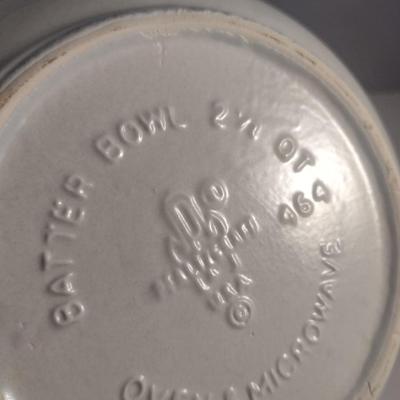 BATTER BOWL 2½ QT
464
©
OVEN & MICROWAVE